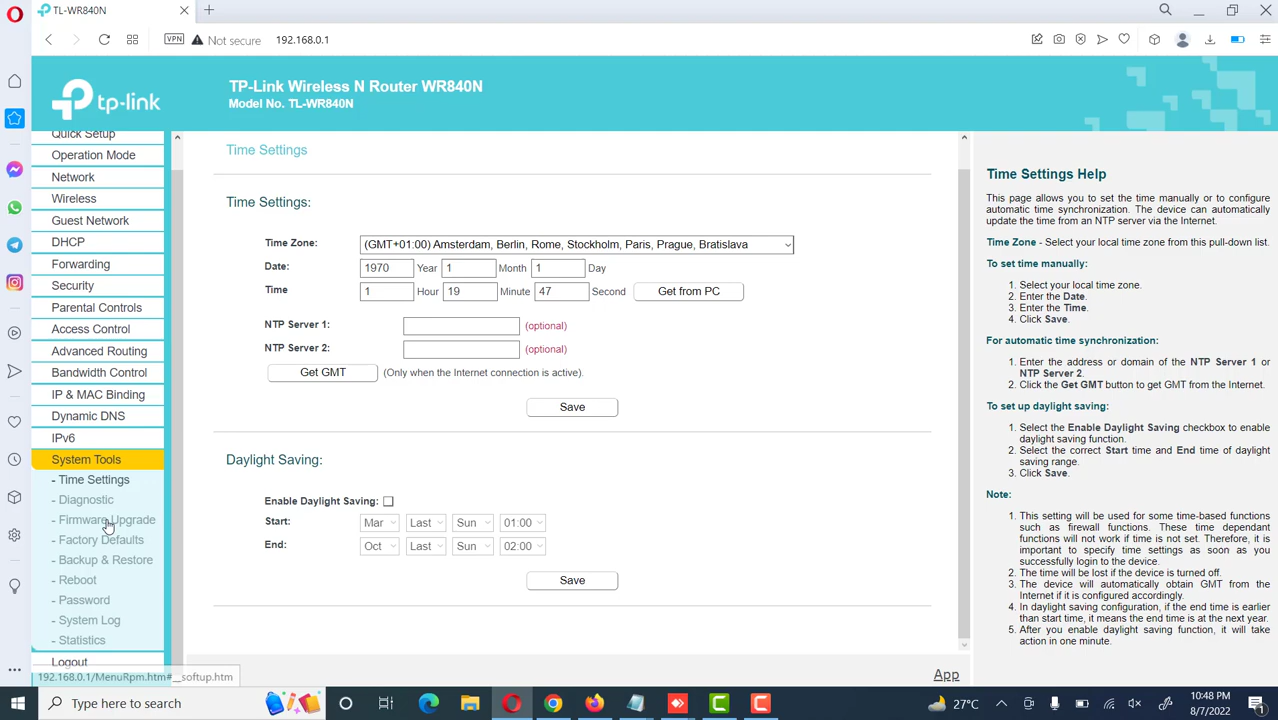 TL-WR840N
VPN
Not secure
192.168.0.1
tp-link
TP-Link Wireless N Router WR840N
Model No. TL-WR840N
Quick Setup
Operation Mode
Network
Wireless
Guest Network
DHCP
Forwarding
Security
Parental Controls
Access Control
Advanced Routing
Bandwidth Control
IP & MAC Binding
Dynamic DNS
IPv6
System Tools
- Time Settings
- Diagnostic
- Firmware Upgrade
- Factory Defaults
- Backup & Restore
- Reboot
- Password
- System Log
- Statistics
Logout
192.168.0.1/MenuRpm.htm#__softup.htm
Time Settings
Time Settings:
Time Zone: (GMT+01:00) Amsterdam, Berlin, Rome, Stockholm, Paris, Prague, Bratislava
Date: 1970 Year 1 Month 1 Day
Time 1 Hour 19 Minute 47 Second Get from PC
NTP Server 1: (optional)
NTP Server 2: (optional)
Get GMT (Only when the Internet connection is active).
Save
Daylight Saving:
Enable Daylight Saving:
Start: Mar Last Sun 01:00
End: Oct Last Sun 02:00
Save
App
Time Settings Help
This page allows you to set the time manually or to configure
automatic time synchronization. The device can automatically
update the time from an NTP server via the Internet.
Time Zone - Select your local time zone from this pull-down list.
To set time manually:
1. Select your local time zone.
2. Enter the Date.
3. Enter the Time.
4. Click Save.
For automatic time synchronization:
1. Enter the address or domain of the NTP Server 1 or
NTP Server 2.
2. Click the Get GMT button to get GMT from the Internet.
To set up daylight saving:
1. Select the Enable Daylight Saving checkbox to enable
daylight saving function.
2. Select the correct Start time and End time of daylight
saving range.
3. Click Save.
Note:
1. This setting will be used for some time-based functions
such as firewall functions. These time dependant
functions will not work if time is not set. Therefore, it is
important to specify time settings as soon as you
successfully login to the device.
2. The time will be lost if the device is turned off.
3. The device will automatically obtain GMT from the
Internet if it is configured accordingly.
4. In daylight saving configuration, if the end time is earlier
than start time, it means the end time is at the next year.
5. After you enable daylight saving function, it will take
action in one minute.
Type here to search
27°C
10:48 PM
8/7/2022
1